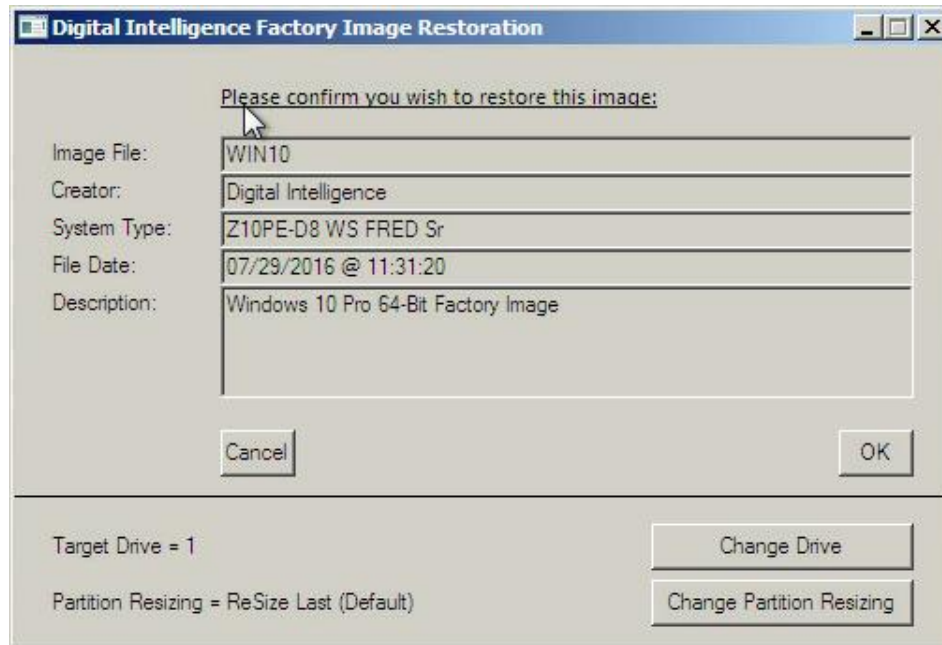 Digital Intelligence Factory Image Restoration
Please confirm you wish to restore this image:
Image File: WIN10
Creator: Digital Intelligence
System Type: Z10PE-D8 WS FRED Sr
File Date: 07/29/2016 @ 11:31:20
Description: Windows 10 Pro 64-Bit Factory Image
Cancel OK
Target Drive = 1 Change Drive
Partition Resizing = ReSize Last (Default) Change Partition Resizing